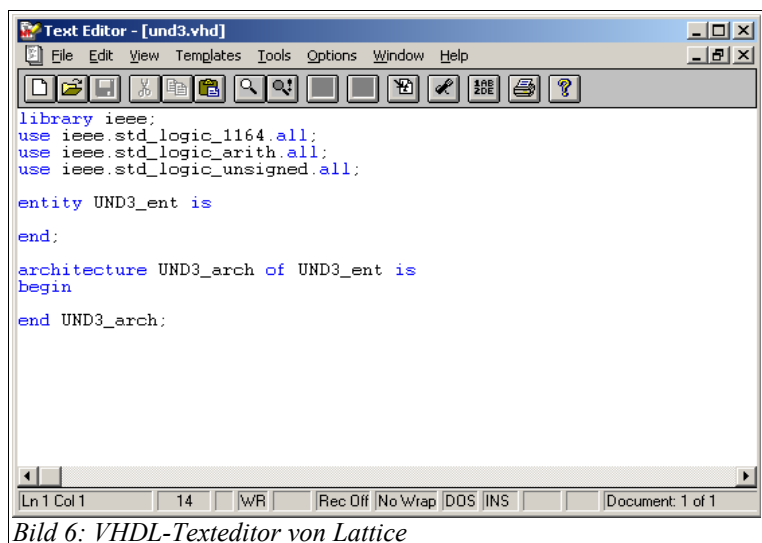 Text Editor - [und3.vhd]
File Edit View Templates Tools Options Window Help
library ieee;
use ieee.std_logic_1164.all;
use ieee.std_logic_arith.all;
use ieee.std_logic_unsigned.all;
entity UND3_ent is
end;
architecture UND3_arch of UND3_ent is
begin
end UND3_arch;
Ln 1 Col 1 14 WR Rec Off No Wrap DOS INS Document: 1 of 1
Bild 6: VHDL-Texteditor von Lattice